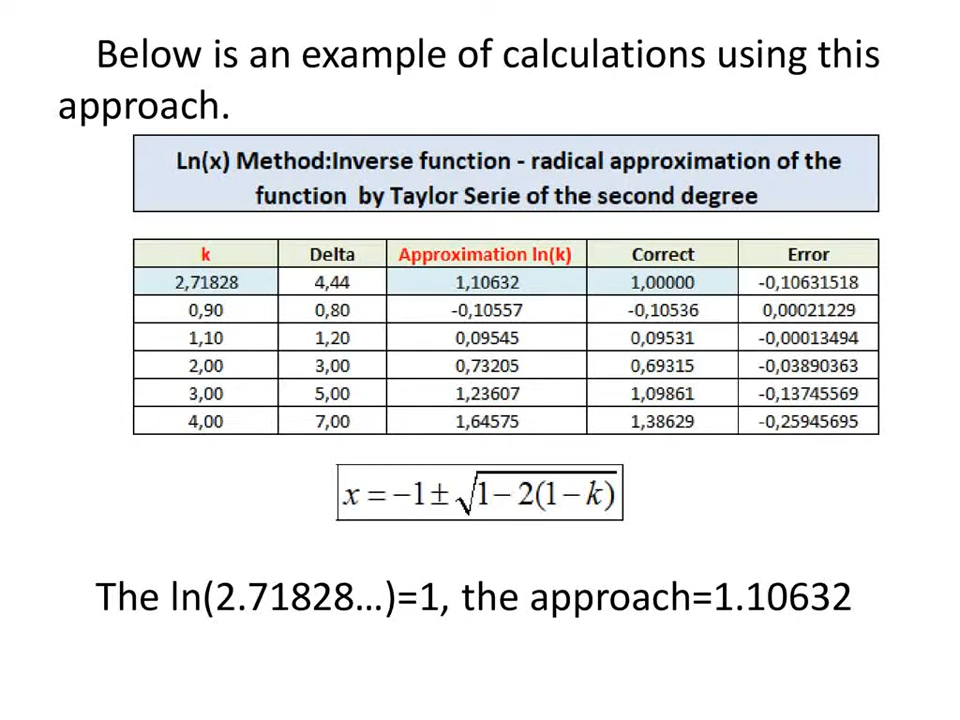 Below is an example of calculations using this
approach.
Ln(x) Method:Inverse function - radical approximation of the
function by Taylor Serie of the second degree
k Delta Approximation ln(k) Correct Error
2,71828 4,44 1,10632 1,00000 -0,10631518
0,90 0,80 -0,10557 -0,10536 0,00021229
1,10 1,20 0,09545 0,09531 -0,00013494
2,00 3,00 0,73205 0,69315 -0,03890363
3,00 5,00 1,23607 1,09861 -0,13745569
4,00 7,00 1,64575 1,38629 -0,25945695
x = −1 ± √1 − 2(1 − k)
The ln(2.71828…)=1, the approach=1.10632